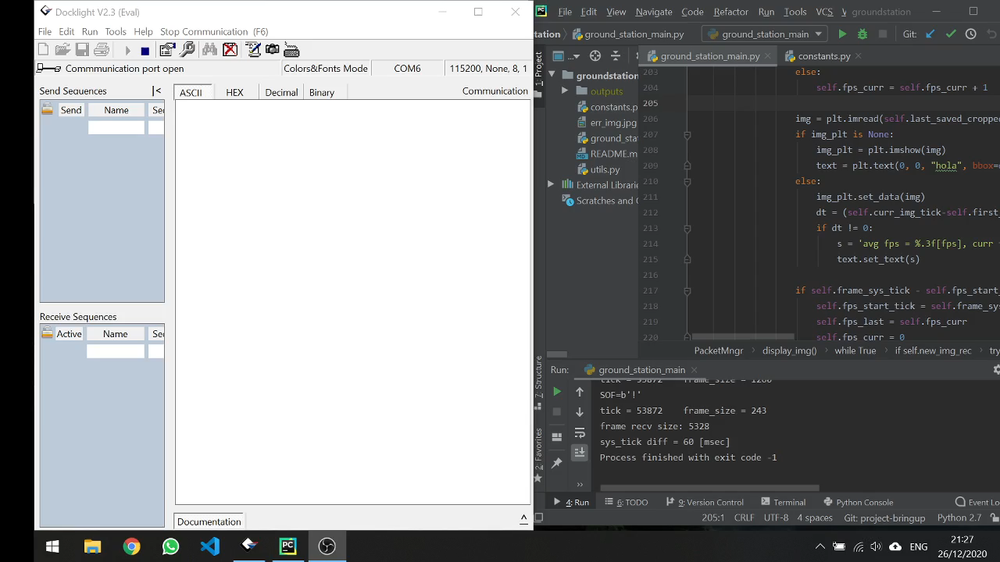 Docklight V2.3 (Eval)
File Edit Run Tools Help Stop Communication (F6)
Communication port open Colors&Fonts Mode COM6 115200, None, 8, 1
Send Sequences |<
Send Name Se
ASCII HEX Decimal Binary Communication
Receive Sequences
Active Name Se
Documentation
File Edit View Navigate Code Refactor Run Tools VCS groundstation
station ground_station_main.py ground_station_main Git:
ground_station_main.py constants.py
1: Project
groundstation
outputs
constants.p
err_img.jpg
ground_sta
README.m
utils.py
External Librarie
Scratches and C
203 else:
204 self.fps_curr = self.fps_curr + 1
205
206 img = plt.imread(self.last_saved_cropped
207 if img_plt is None:
208 img_plt = plt.imshow(img)
209 text = plt.text(0, 0, "hola", bbox=
210 else:
211 img_plt.set_data(img)
212 dt = (self.curr_img_tick-self.first_
213 if dt != 0:
214 s = 'avg fps = %.3f[fps], curr
215 text.set_text(s)
216
217 if self.frame_sys_tick - self.fps_start_
218 self.fps_start_tick = self.frame_sys
219 self.fps_last = self.fps_curr
220 self.fps_curr = 0
PacketMngr display_img() while True if self.new_img_rec try
Run: ground_station_main
tick = 53872 frame_size = 1260
SOF=b'!'
tick = 53872 frame_size = 243
frame recv size: 5328
sys_tick diff = 60 [msec]
Process finished with exit code -1
Structure
2: Favorites
4: Run 6: TODO 9: Version Control Terminal Python Console Event Lo
205:1 CRLF UTF-8 4 spaces Git: project-bringup Python 2.7
ENG 21:27
26/12/2020